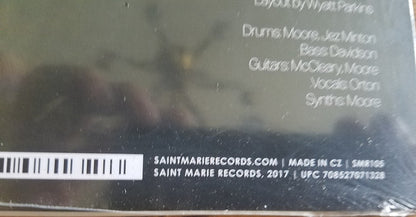 Layout by Wyatt Parkins
Drums: Moore, Jez Minton
Bass: Davidson
Guitars: McCleary, Moore
Vocals: Orton
Synths: Moore
SAINTMARIERECORDS.COM | MADE IN CZ | SMR105
SAINT MARIE RECORDS, 2017 | UPC 708527071328